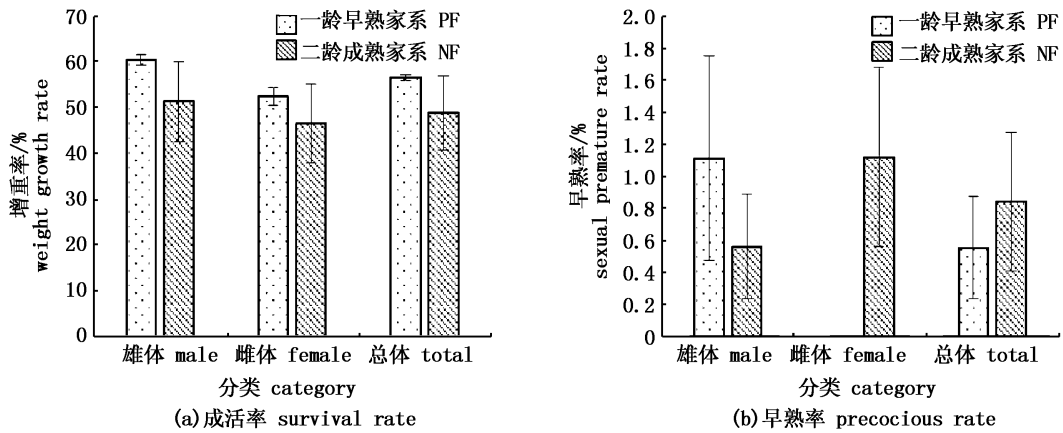 增重率/%
weight growth rate
70
60
50
40
30
20
10
0
一龄早熟家系 PF
二龄成熟家系 NF
雄体 male
雌体 female
总体 total
分类 category
(a)成活率 survival rate
早熟率/%
sexual premature rate
2.0
1.8
1.6
1.4
1.2
1.0
0.8
0.6
0.4
0.2
0
一龄早熟家系 PF
二龄成熟家系 NF
雄体 male
雌体 female
总体 total
分类 category
(b)早熟率 precocious rate